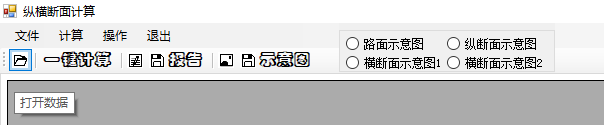 纵横断面计算
文件 计算 操作 退出
路面示意图 纵断面示意图
一键计算 报告 示意图
横断面示意图1 横断面示意图2
打开数据